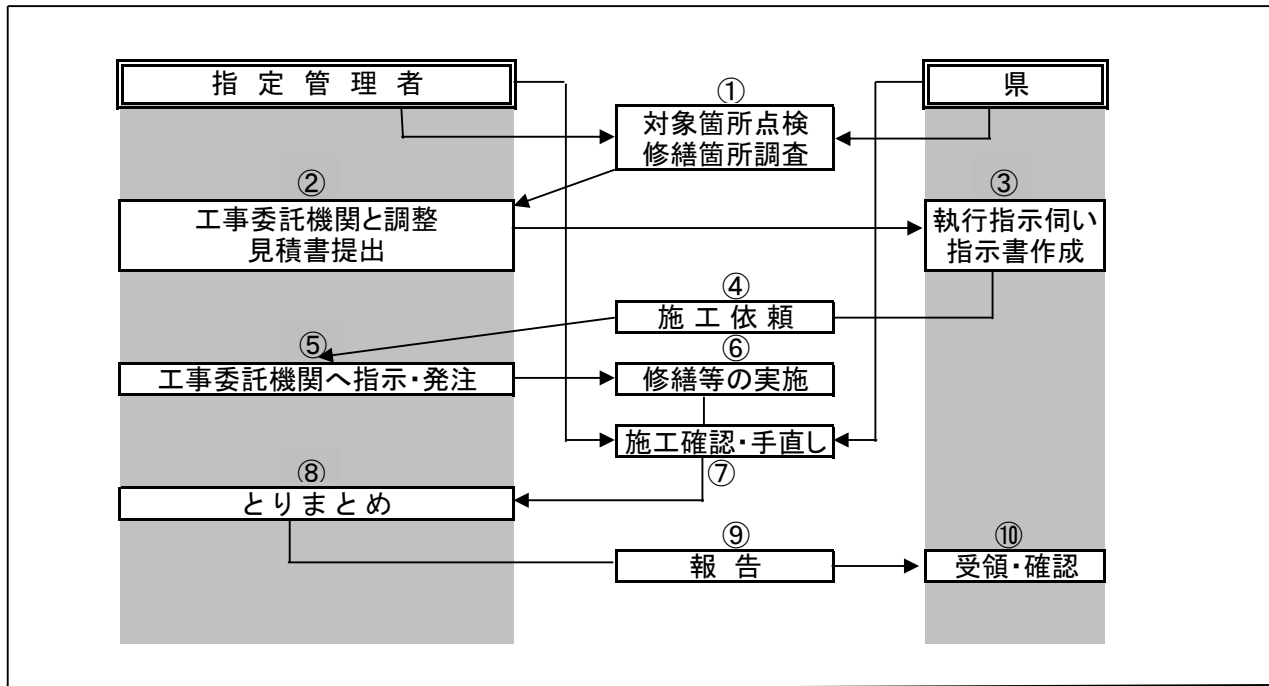 指 定 管 理 者
県
①
対象箇所点検
修繕箇所調査
②
工事委託機関と調整
見積書提出
③
執行指示伺い
指示書作成
④
施 工 依 頼
⑤
工事委託機関へ指示・発注
⑥
修繕等の実施
施工確認・手直し
⑦
⑧
と り ま と め
⑨
報 告
⑩
受領・確認